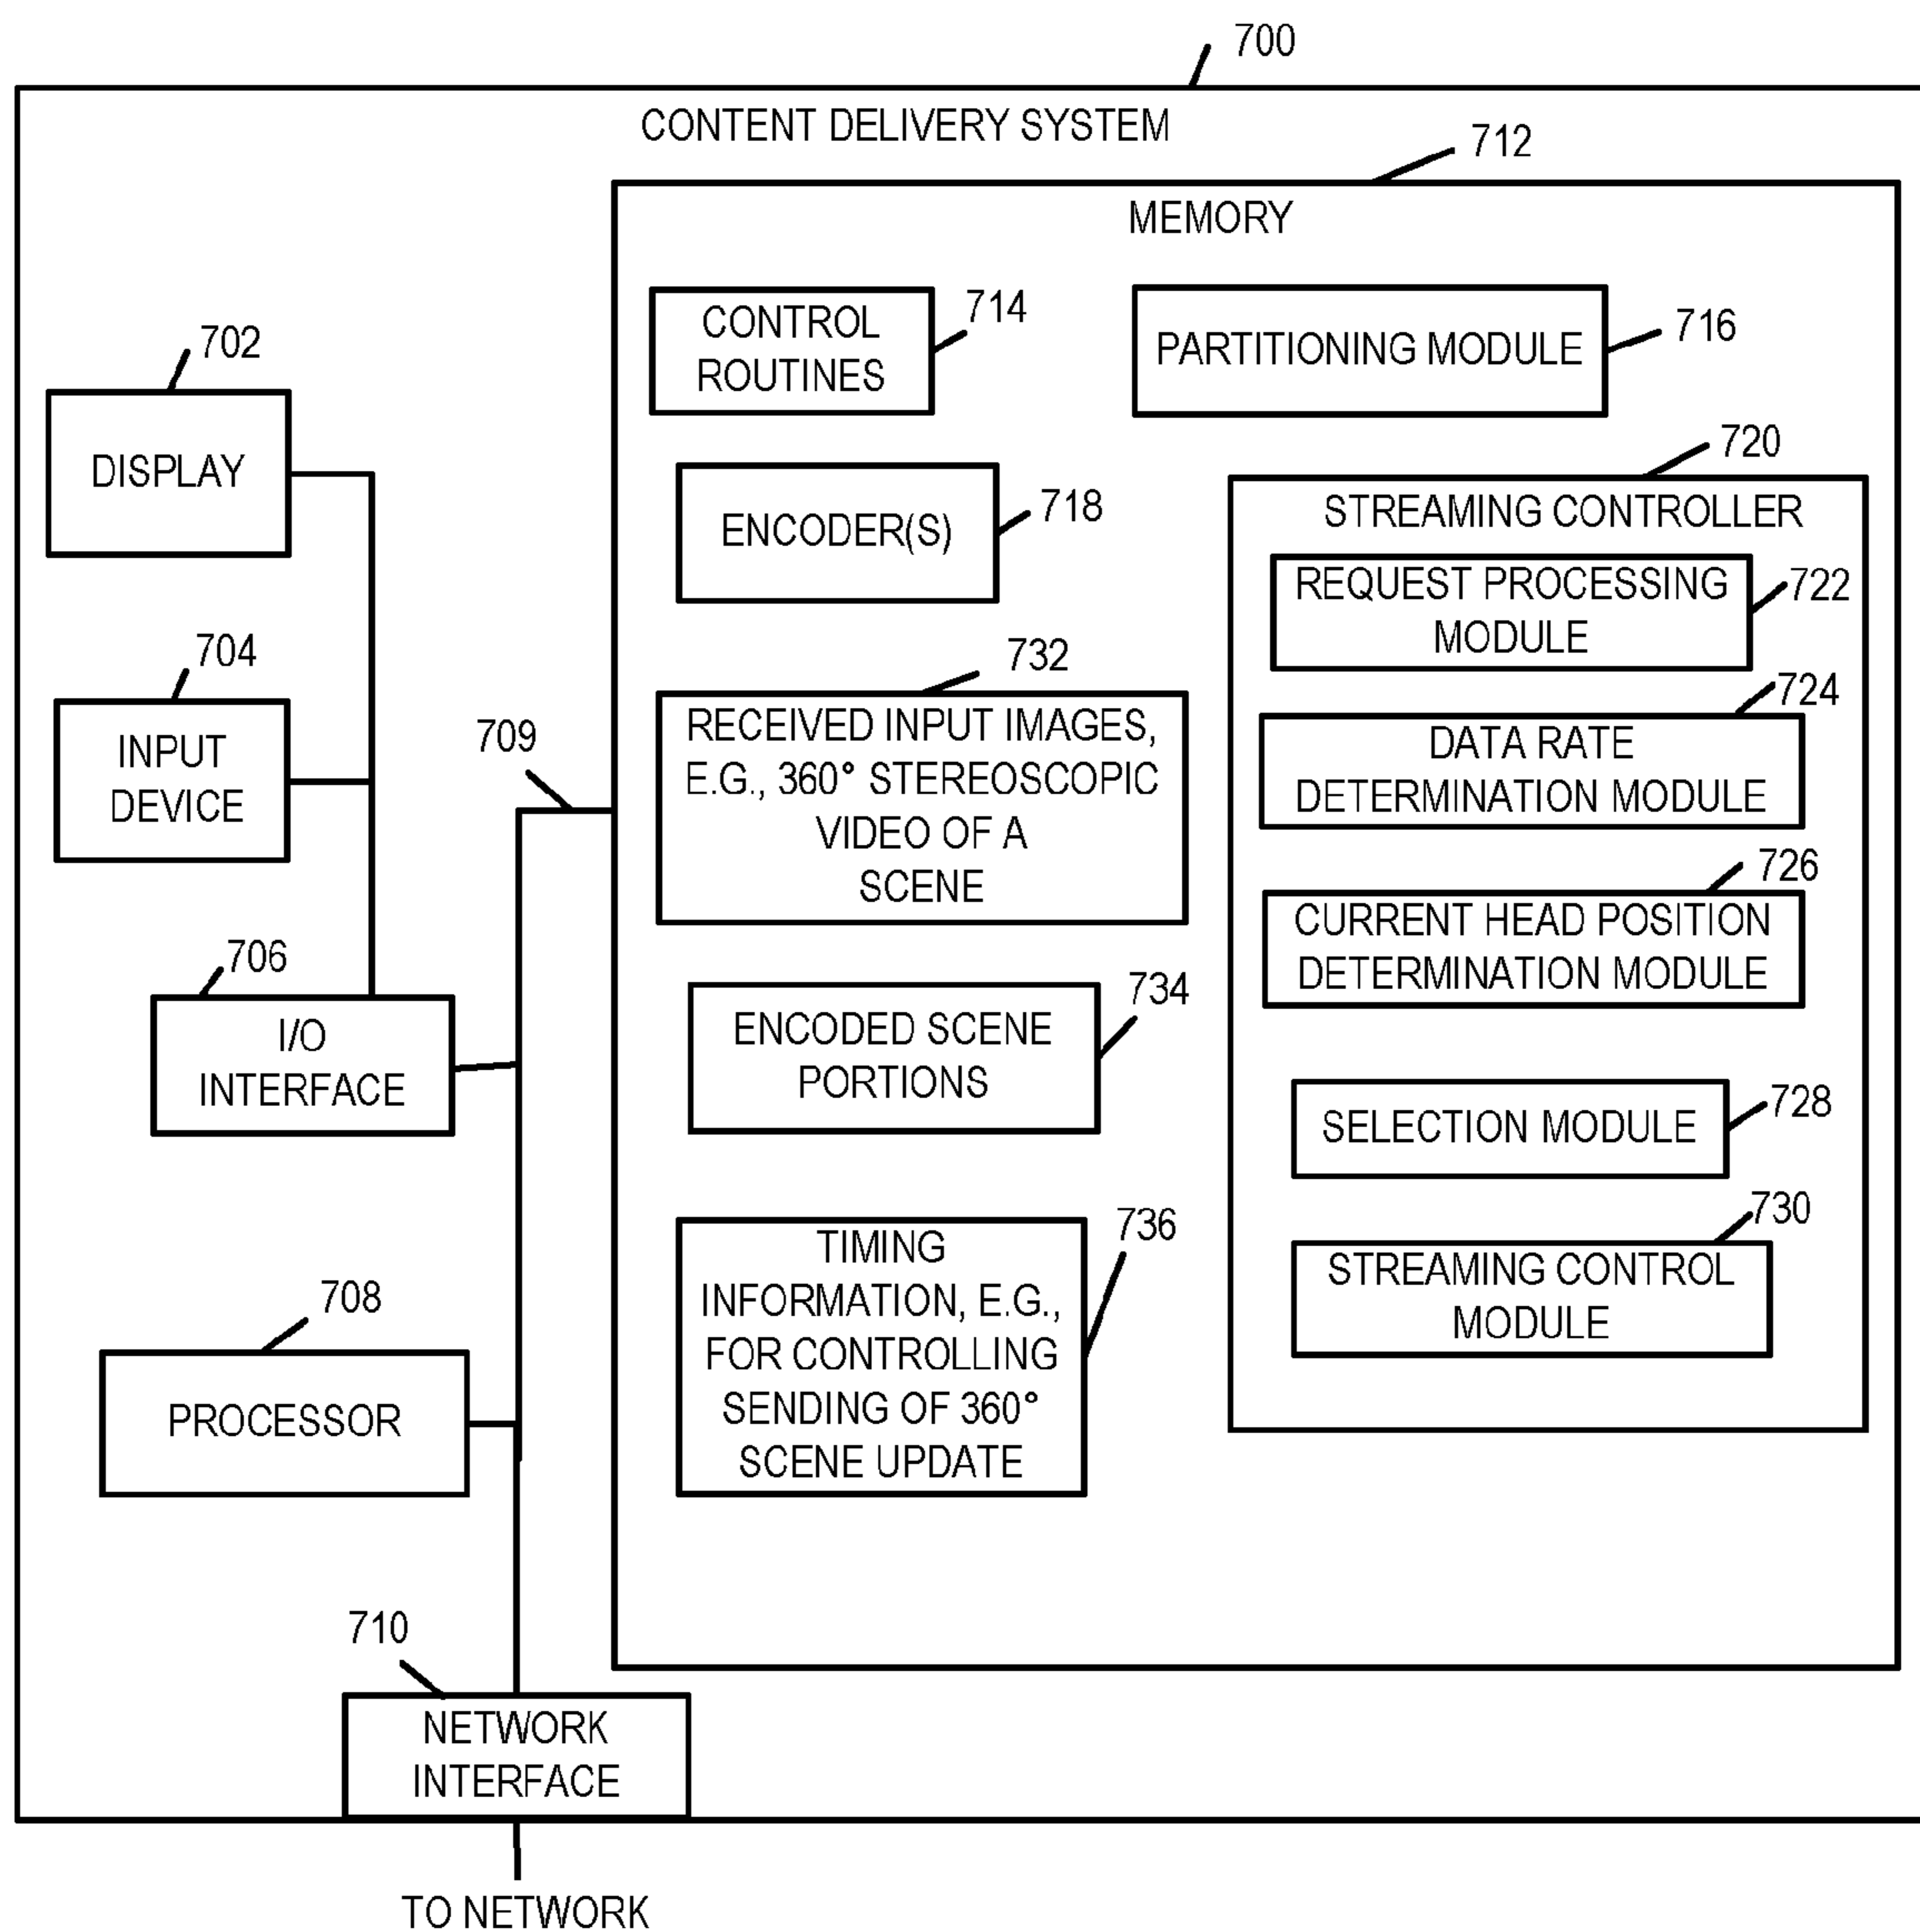 700
CONTENT DELIVERY SYSTEM
712
MEMORY
714
CONTROL
ROUTINES
716
PARTITIONING MODULE
702
DISPLAY
718
ENCODER(S)
720
STREAMING CONTROLLER
REQUEST PROCESSING
MODULE
722
704
INPUT
DEVICE
709
732
RECEIVED INPUT IMAGES,
E.G., 360° STEREOSCOPIC
VIDEO OF A
SCENE
724
DATA RATE
DETERMINATION MODULE
726
CURRENT HEAD POSITION
DETERMINATION MODULE
706
I/O
INTERFACE
734
ENCODED SCENE
PORTIONS
728
SELECTION MODULE
730
STREAMING CONTROL
MODULE
736
TIMING
INFORMATION, E.G.,
FOR CONTROLLING
SENDING OF 360°
SCENE UPDATE
708
PROCESSOR
710
NETWORK
INTERFACE
TO NETWORK